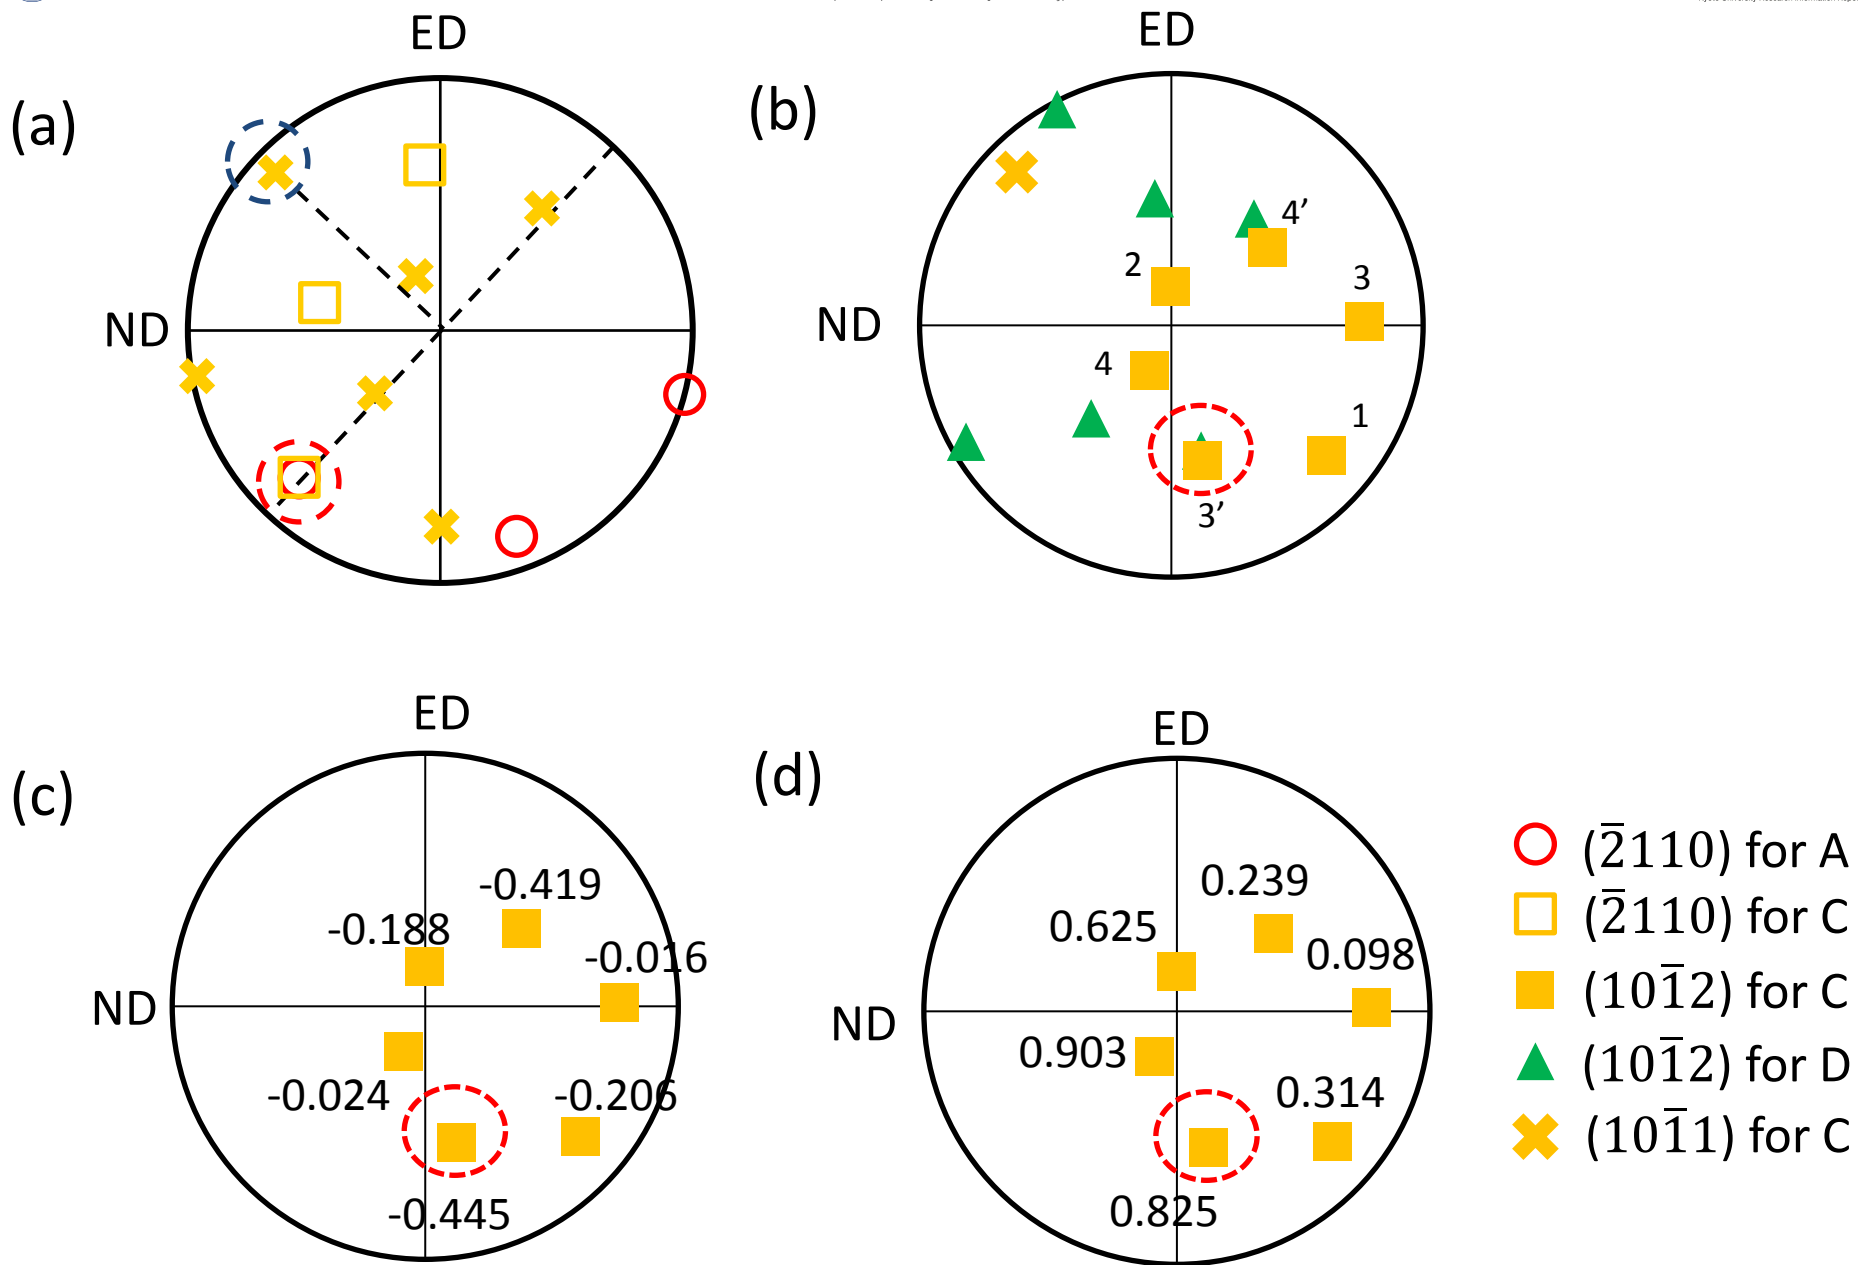 ED
ED
(a)
(b)
4’
2
3
ND
ND
4
1
3’
ED
ED
(c)
(d)
-0.419
0.239
-0.188
0.625
-0.016
0.098
ND
ND
0.903
-0.024
-0.206
0.314
-0.445
0.825
(2̅110) for A
(2̅110) for C
(101̅2) for C
(101̅2) for D
(101̅1) for C